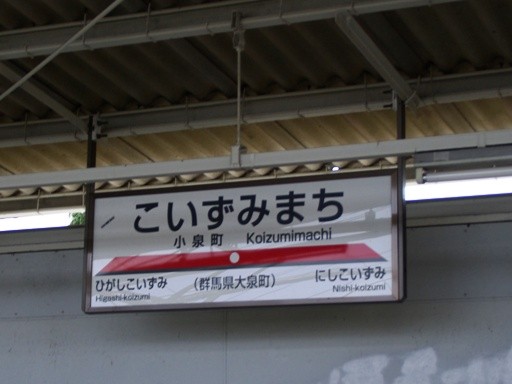 こいずみまち
小泉町 Koizumimachi
ひがしこいずみ (群馬県大泉町) にしこいずみ
Higashi-koizumi Nishi-koizumi